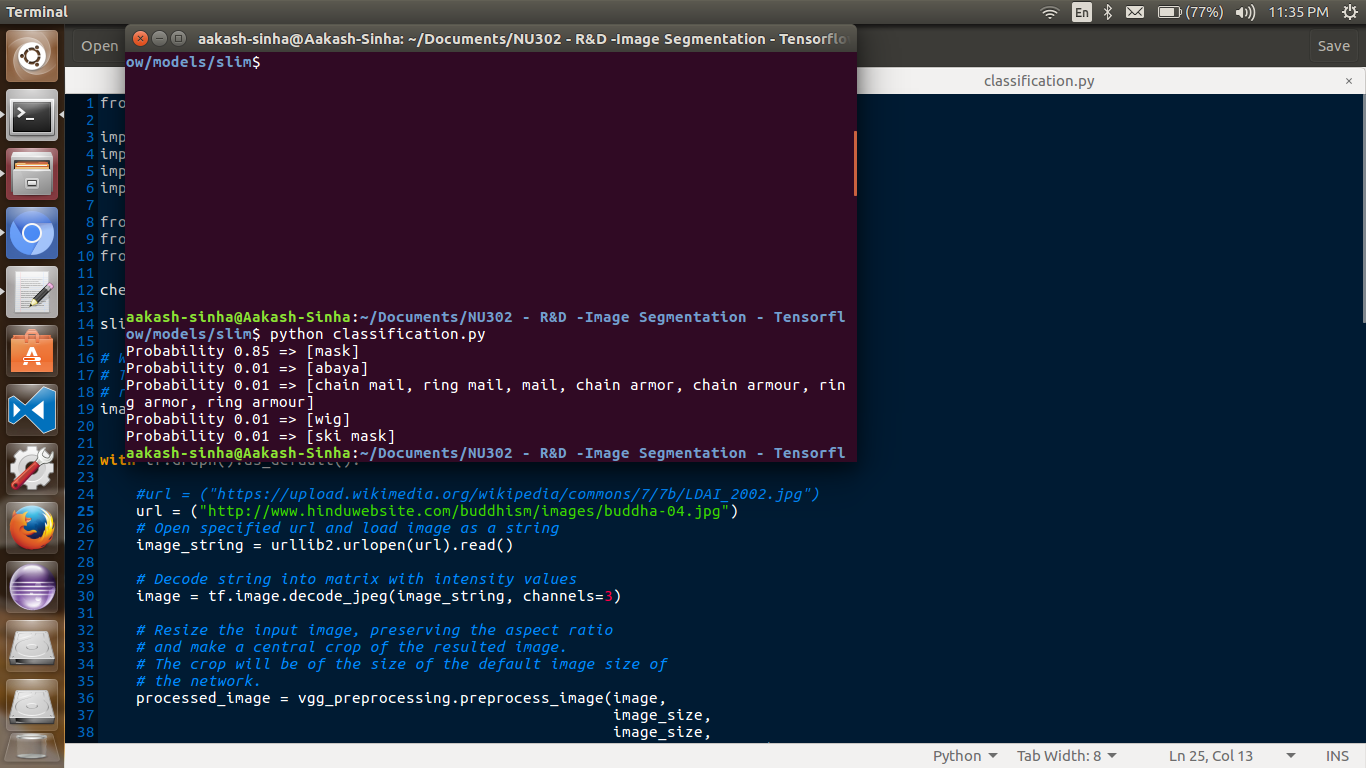 Terminal
En
(77%)
11:35 PM
Open
aakash-sinha@Aakash-Sinha: ~/Documents/NU302 - R&D -Image Segmentation - Tensorflo
Save
classification.py
×
ow/models/slim$
aakash-sinha@Aakash-Sinha:~/Documents/NU302 - R&D -Image Segmentation - Tensorfl
ow/models/slim$ python classification.py
Probability 0.85 => [mask]
Probability 0.01 => [abaya]
Probability 0.01 => [chain mail, ring mail, mail, chain armor, chain armour, rin
g armor, ring armour]
Probability 0.01 => [wig]
Probability 0.01 => [ski mask]
aakash-sinha@Aakash-Sinha:~/Documents/NU302 - R&D -Image Segmentation - Tensorfl
1 fro
2
3 imp
4 imp
5 imp
6 imp
7
8 fro
9 fro
10 fro
11
12 che
13
14 sli
15
16 #
17 #
18 #
19 ima
20
21
22 with tf.Graph().as_default():
23
24 #url = ("https://upload.wikimedia.org/wikipedia/commons/7/7b/LDAI_2002.jpg")
25 url = ("http://www.hinduwebsite.com/buddhism/images/buddha-04.jpg")
26 # Open specified url and load image as a string
27 image_string = urllib2.urlopen(url).read()
28
29 # Decode string into matrix with intensity values
30 image = tf.image.decode_jpeg(image_string, channels=3)
31
32 # Resize the input image, preserving the aspect ratio
33 # and make a central crop of the resulted image.
34 # The crop will be of the size of the default image size of
35 # the network.
36 processed_image = vgg_preprocessing.preprocess_image(image,
37 image_size,
38 image_size,
Python
Tab Width: 8
Ln 25, Col 13
INS